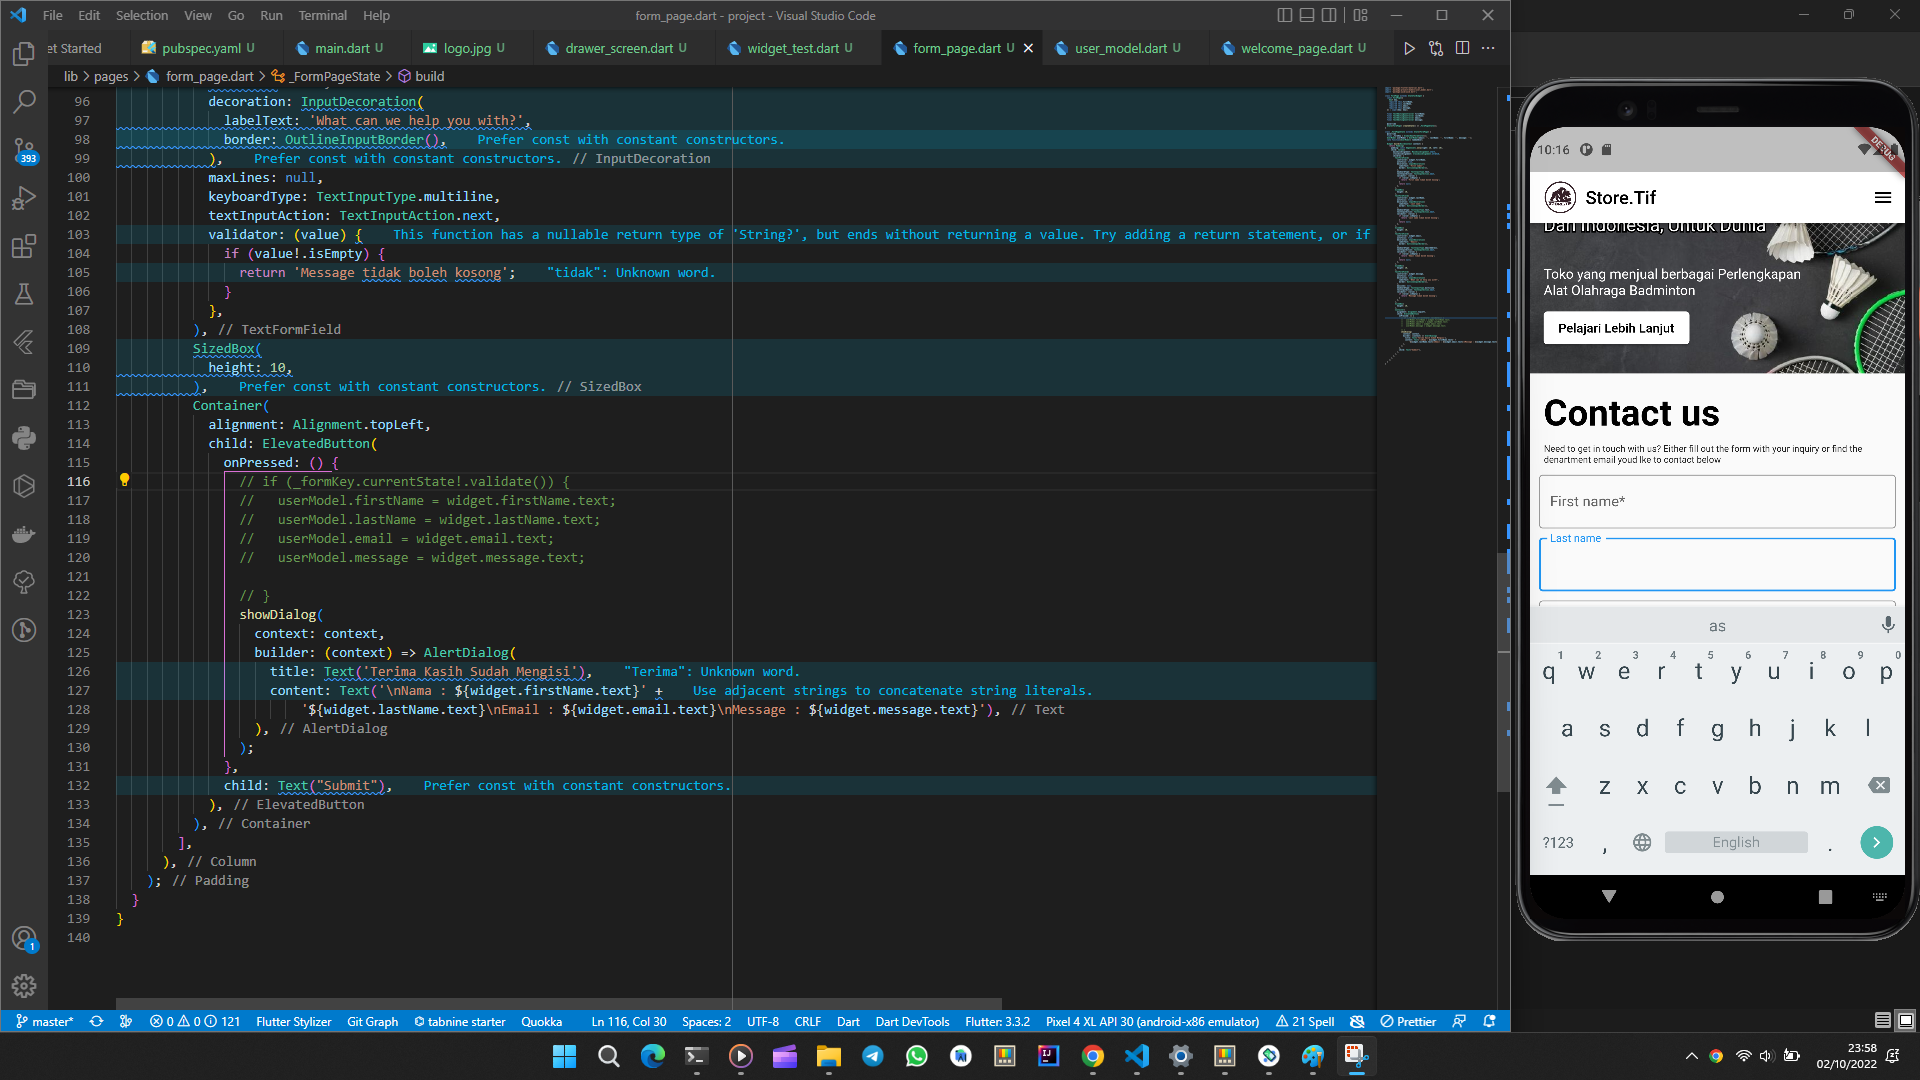 File Edit Selection View Go Run Terminal Help
form_page.dart - project - Visual Studio Code
et Started
pubspec.yaml U
main.dart U
logo.jpg U
drawer_screen.dart U
widget_test.dart U
form_page.dart U
user_model.dart U
welcome_page.dart U
lib > pages > form_page.dart > _FormPageState > build
96 decoration: InputDecoration(
97 labelText: 'What can we help you with?',
98 border: OutlineInputBorder(), Prefer const with constant constructors.
99 ), Prefer const with constant constructors. // InputDecoration
100 maxLines: null,
101 keyboardType: TextInputType.multiline,
102 textInputAction: TextInputAction.next,
103 validator: (value) { This function has a nullable return type of 'String?', but ends without returning a value. Try adding a return statement, or if
104 if (value!.isEmpty) {
105 return 'Message tidak boleh kosong'; "tidak": Unknown word.
106 }
107 },
108 ), // TextFormField
109 SizedBox(
110 height: 10,
111 ), Prefer const with constant constructors. // SizedBox
112 Container(
113 alignment: Alignment.topLeft,
114 child: ElevatedButton(
115 onPressed: () {
116 // if (_formKey.currentState!.validate()) {
117 // userModel.firstName = widget.firstName.text;
118 // userModel.lastName = widget.lastName.text;
119 // userModel.email = widget.email.text;
120 // userModel.message = widget.message.text;
121
122 // }
123 showDialog(
124 context: context,
125 builder: (context) => AlertDialog(
126 title: Text('Terima Kasih Sudah Mengisi'), "Terima": Unknown word.
127 content: Text('\nNama : ${widget.firstName.text}' + Use adjacent strings to concatenate string literals.
128 '${widget.lastName.text}\nEmail : ${widget.email.text}\nMessage : ${widget.message.text}'), // Text
129 ), // AlertDialog
130 );
131 },
132 child: Text("Submit"), Prefer const with constant constructors.
133 ), // ElevatedButton
134 ), // Container
135 ],
136 ), // Column
137 ); // Padding
138 }
139 }
140
393
1
master* 0 0 121 Flutter Stylizer Git Graph tabnine starter Quokka Ln 116, Col 30 Spaces: 2 UTF-8 CRLF Dart Dart DevTools Flutter: 3.3.2 Pixel 4 XL API 30 (android-x86 emulator) 21 Spell Prettier
10:16
DEBUG
Store.Tif
Dari Indonesia, Untuk Dunia
Toko yang menjual berbagai Perlengkapan
Alat Olahraga Badminton
Pelajari Lebih Lanjut
Contact us
Need to get in touch with us? Either fill out the form with your inquiry or find the
denartment email youd lke to contact below
First name*
Last name
as
1 2 3 4 5 6 7 8 9 0
q w e r t y u i o p
a s d f g h j k l
z x c v b n m
?123 , English .
23:58
02/10/2022